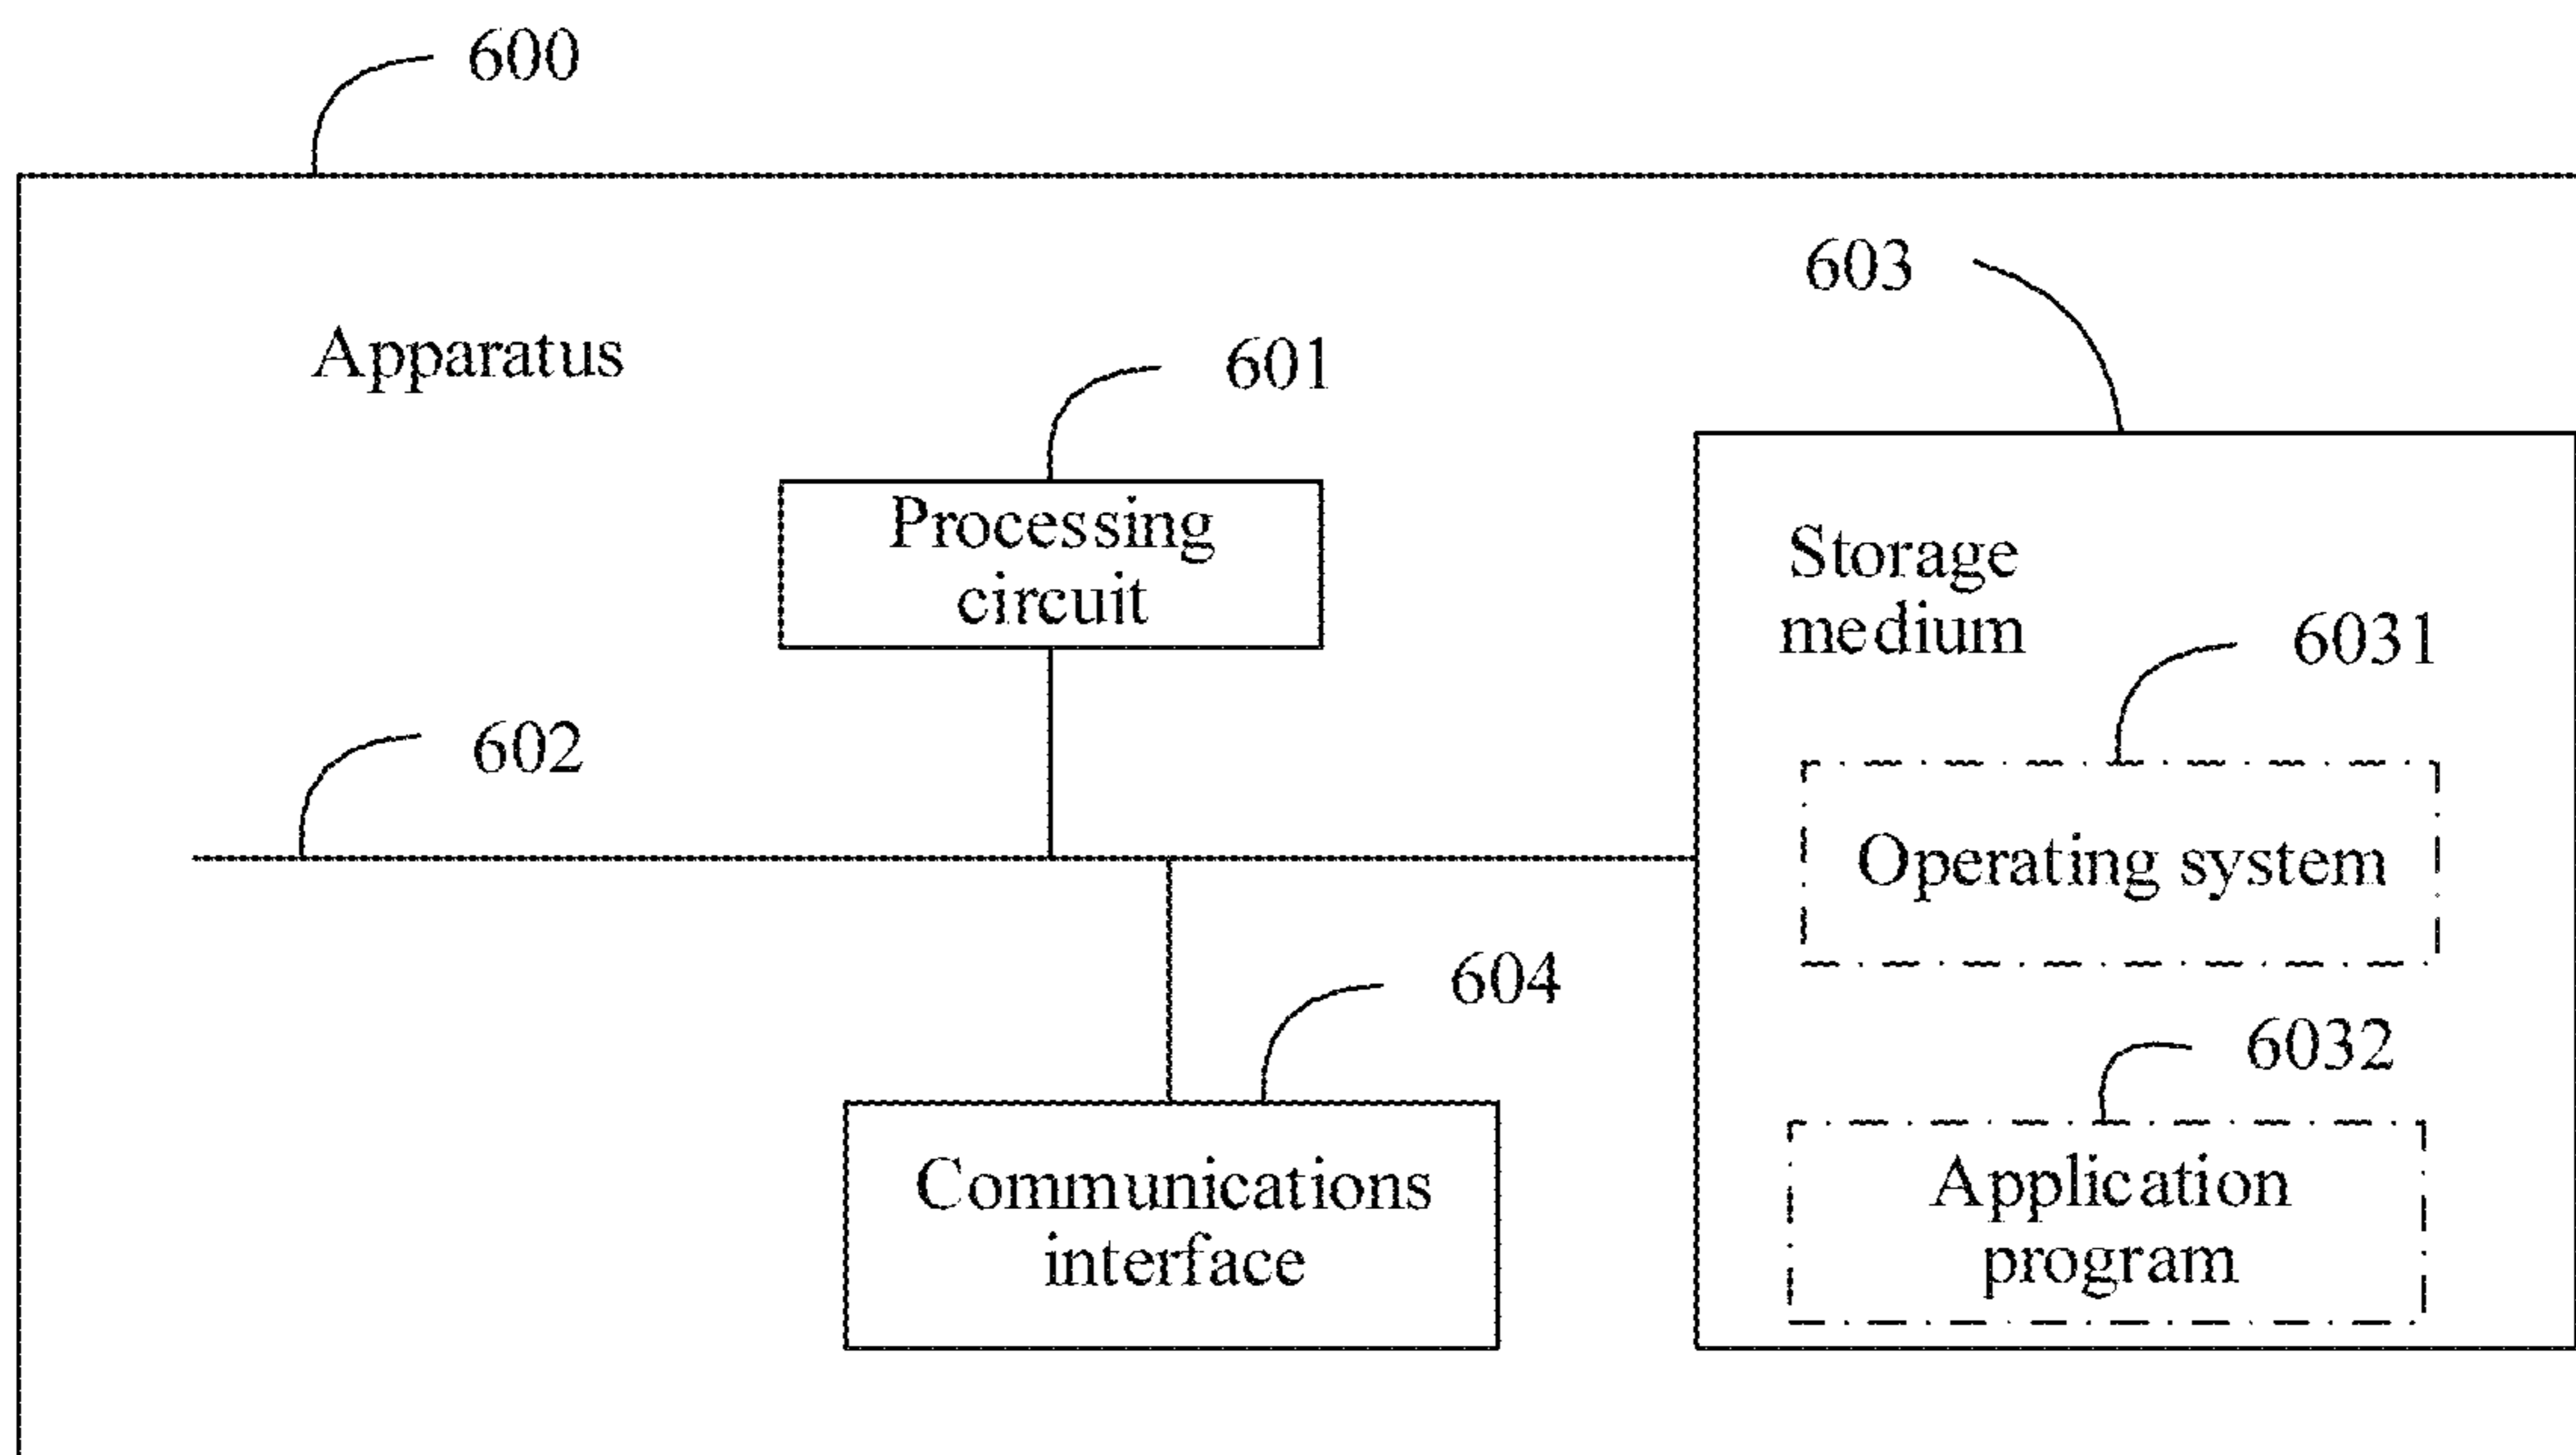 600
Apparatus
603
601
Processing
circuit
Storage
medium
6031
602
Operating system
604
6032
Communications
interface
Application
program